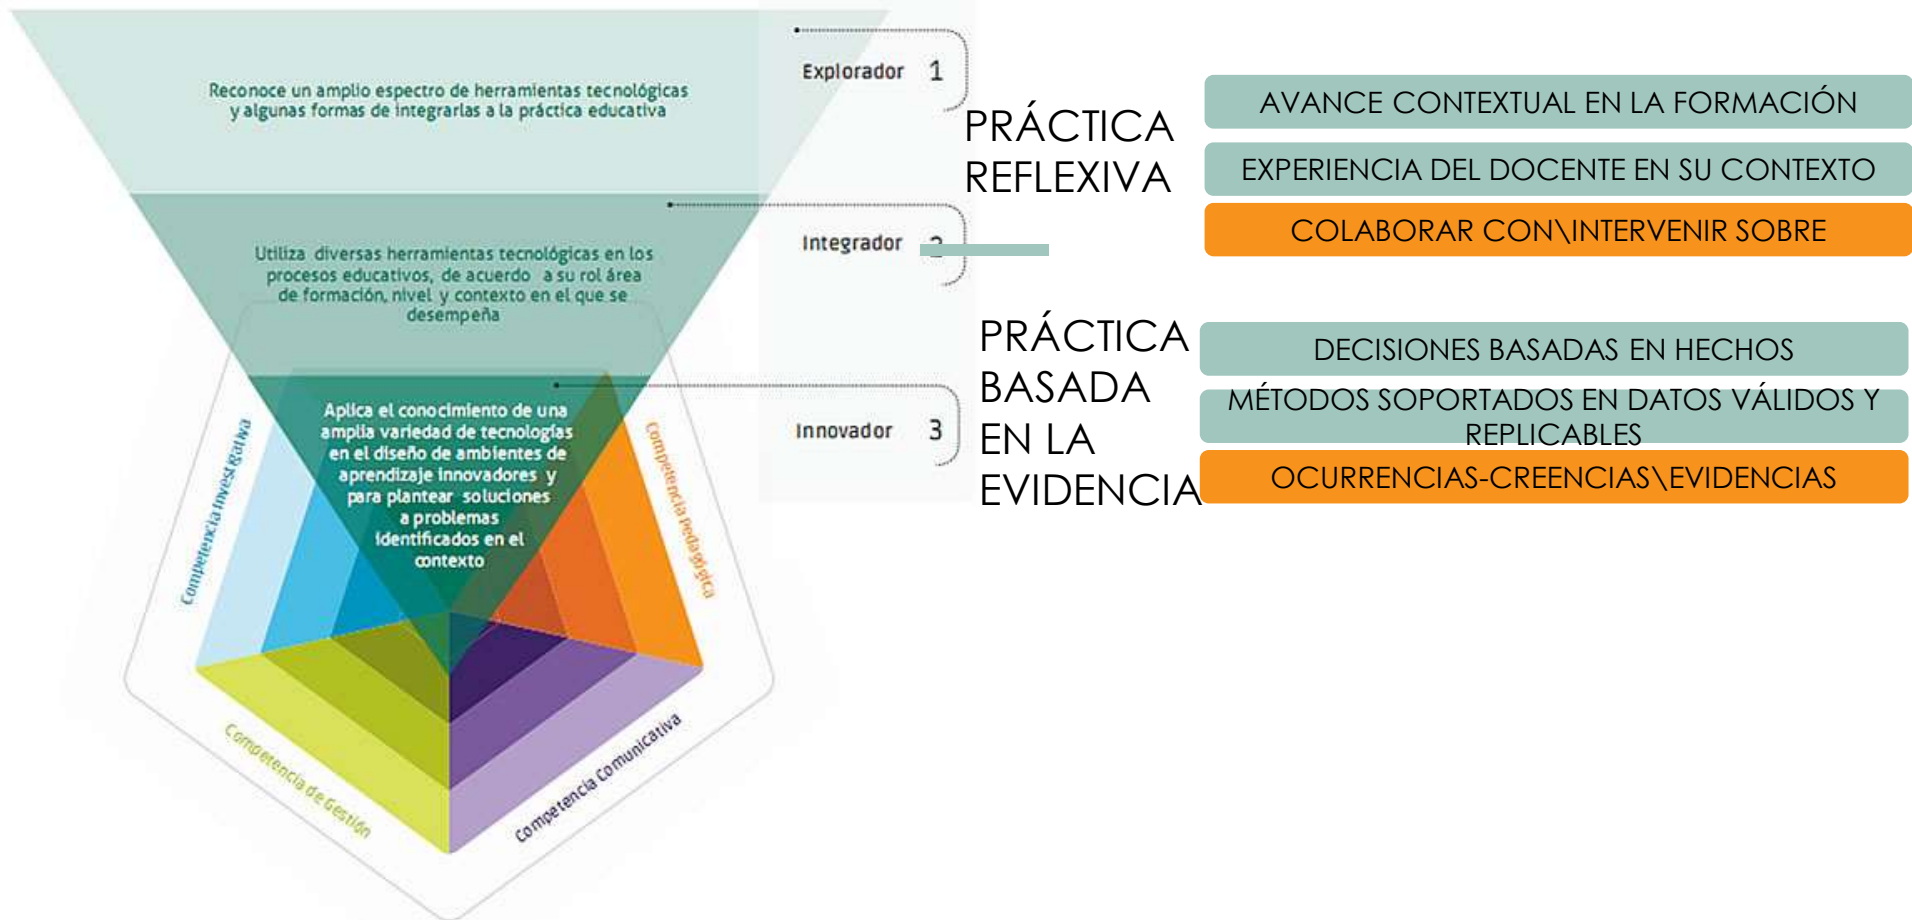 Reconoce un amplio espectro de herramientas tecnológicas
y algunas formas de integrarlas a la práctica educativa
Explorador 1
Utiliza diversas herramientas tecnológicas en los
procesos educativos, de acuerdo a su rol área
de formación, nivel y contexto en el que se
desempeña
Integrador 2
Aplica el conocimiento de una
amplia variedad de tecnologías
en el diseño de ambientes de
aprendizaje innovadores y
para plantear soluciones
a problemas
identificados en el
contexto
Innovador 3
Competencia Investigativa
Competencia Pedagógica
Competencia de Gestión
Competencia Comunicativa
PRÁCTICA
REFLEXIVA
AVANCE CONTEXTUAL EN LA FORMACIÓN
EXPERIENCIA DEL DOCENTE EN SU CONTEXTO
COLABORAR CON\INTERVENIR SOBRE
PRÁCTICA
BASADA
EN LA
EVIDENCIA
DECISIONES BASADAS EN HECHOS
MÉTODOS SOPORTADOS EN DATOS VÁLIDOS Y
REPLICABLES
OCURRENCIAS-CREENCIAS\EVIDENCIAS